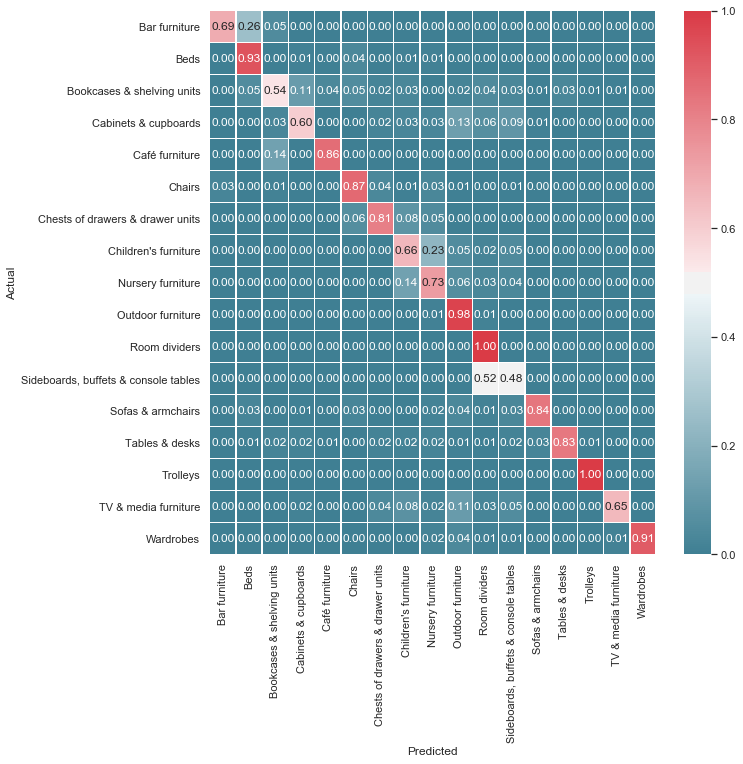 Actual
Bar furniture 0.69 0.26 0.05 0.00 0.00 0.00 0.00 0.00 0.00 0.00 0.00 0.00 0.00 0.00 0.00 0.00 0.00
Beds 0.00 0.93 0.00 0.01 0.00 0.04 0.00 0.01 0.01 0.00 0.00 0.00 0.00 0.00 0.00 0.00 0.00
Bookcases & shelving units 0.00 0.05 0.54 0.11 0.04 0.05 0.02 0.03 0.00 0.02 0.04 0.03 0.01 0.03 0.01 0.01 0.00
Cabinets & cupboards 0.00 0.00 0.03 0.60 0.00 0.00 0.02 0.03 0.03 0.13 0.06 0.09 0.01 0.00 0.00 0.00 0.00
Café furniture 0.00 0.00 0.14 0.00 0.86 0.00 0.00 0.00 0.00 0.00 0.00 0.00 0.00 0.00 0.00 0.00 0.00
Chairs 0.03 0.00 0.01 0.00 0.00 0.87 0.04 0.01 0.03 0.01 0.00 0.01 0.00 0.00 0.00 0.00 0.00
Chests of drawers & drawer units 0.00 0.00 0.00 0.00 0.00 0.06 0.81 0.08 0.05 0.00 0.00 0.00 0.00 0.00 0.00 0.00 0.00
Children's furniture 0.00 0.00 0.00 0.00 0.00 0.00 0.00 0.66 0.23 0.05 0.02 0.05 0.00 0.00 0.00 0.00 0.00
Nursery furniture 0.00 0.00 0.00 0.00 0.00 0.00 0.00 0.14 0.73 0.06 0.03 0.04 0.00 0.00 0.00 0.00 0.00
Outdoor furniture 0.00 0.00 0.00 0.00 0.00 0.00 0.00 0.00 0.01 0.98 0.01 0.00 0.00 0.00 0.00 0.00 0.00
Room dividers 0.00 0.00 0.00 0.00 0.00 0.00 0.00 0.00 0.00 0.00 1.00 0.00 0.00 0.00 0.00 0.00 0.00
Sideboards, buffets & console tables 0.00 0.00 0.00 0.00 0.00 0.00 0.00 0.00 0.00 0.00 0.52 0.48 0.00 0.00 0.00 0.00 0.00
Sofas & armchairs 0.00 0.03 0.00 0.01 0.00 0.03 0.00 0.00 0.02 0.04 0.01 0.03 0.84 0.00 0.00 0.00 0.00
Tables & desks 0.00 0.01 0.02 0.02 0.01 0.00 0.02 0.02 0.02 0.01 0.01 0.02 0.03 0.83 0.01 0.00 0.00
Trolleys 0.00 0.00 0.00 0.00 0.00 0.00 0.00 0.00 0.00 0.00 0.00 0.00 0.00 0.00 1.00 0.00 0.00
TV & media furniture 0.00 0.00 0.00 0.02 0.00 0.00 0.04 0.08 0.02 0.11 0.03 0.05 0.00 0.00 0.00 0.65 0.00
Wardrobes 0.00 0.00 0.00 0.00 0.00 0.00 0.00 0.00 0.02 0.04 0.01 0.01 0.00 0.00 0.00 0.01 0.91
Bar furniture
Beds
Bookcases & shelving units
Cabinets & cupboards
Café furniture
Chairs
Chests of drawers & drawer units
Children's furniture
Nursery furniture
Outdoor furniture
Room dividers
Sideboards, buffets & console tables
Sofas & armchairs
Tables & desks
Trolleys
TV & media furniture
Wardrobes
Predicted
1.0
0.8
0.6
0.4
0.2
0.0